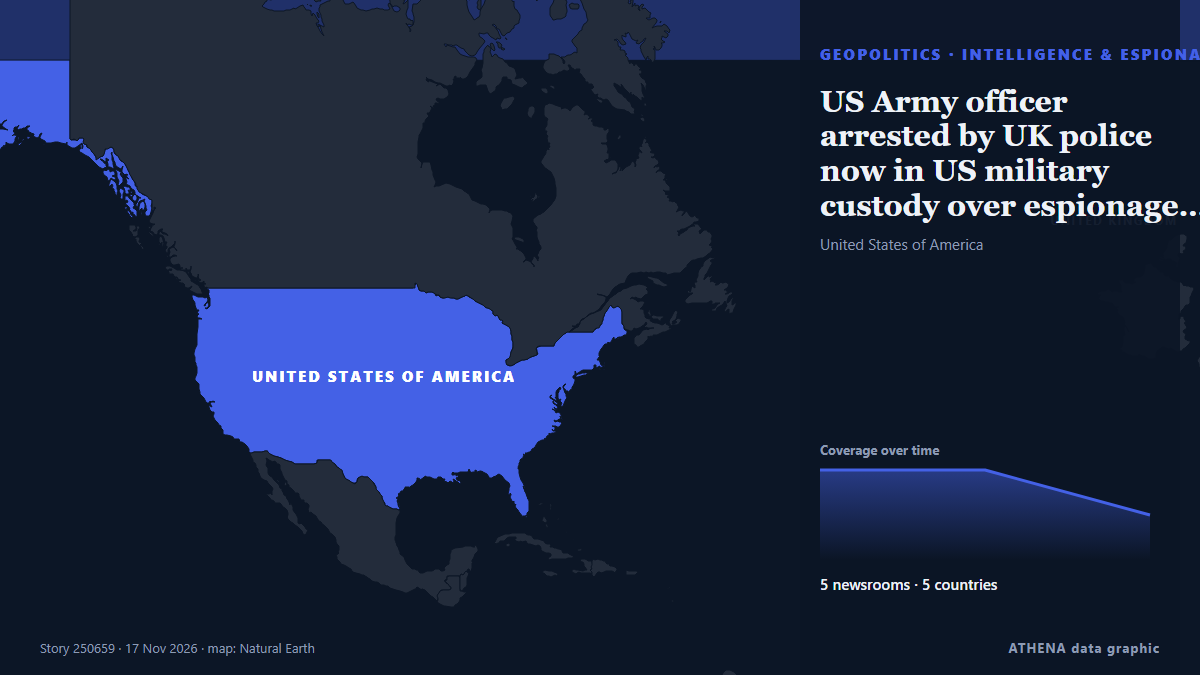 GEOPOLITICS · INTELLIGENCE & ESPIONA
US Army officer
arrested by UK police
now in US military
custody over espionage...
United States of America
UNITED STATES OF AMERICA
Coverage over time
5 newsrooms · 5 countries
Story 250659 · 17 Nov 2026 · map: Natural Earth
ATHENA data graphic